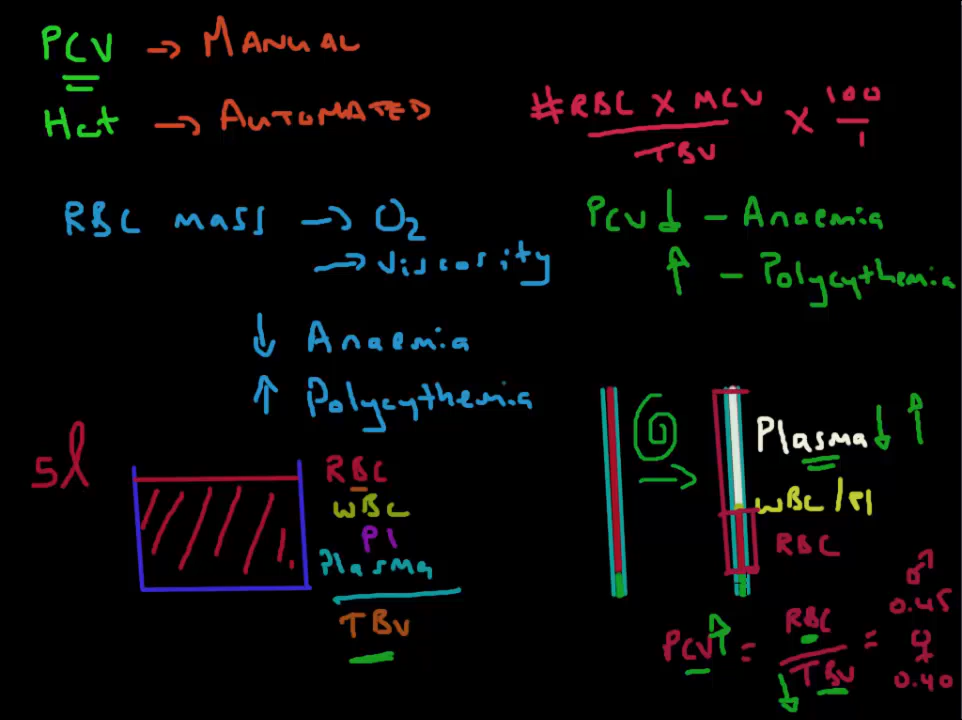 PCV → MANUAL
Hct → AUTOMATED
#RBC X MCV / TBV X 100 / 1
RBC mass → O2
→ Viscosity
↓ Anaemia
↑ Polycythemia
PCV ↓ - Anaemia
↑ - Polycythemia
5l
RBC
WBC
Pl
Plasma
TBV
Plasma ↓ ↑
WBC/Pl
RBC
PCV ↑ = RBC / ↓ TBV =
♂
0.45
♀
0.40